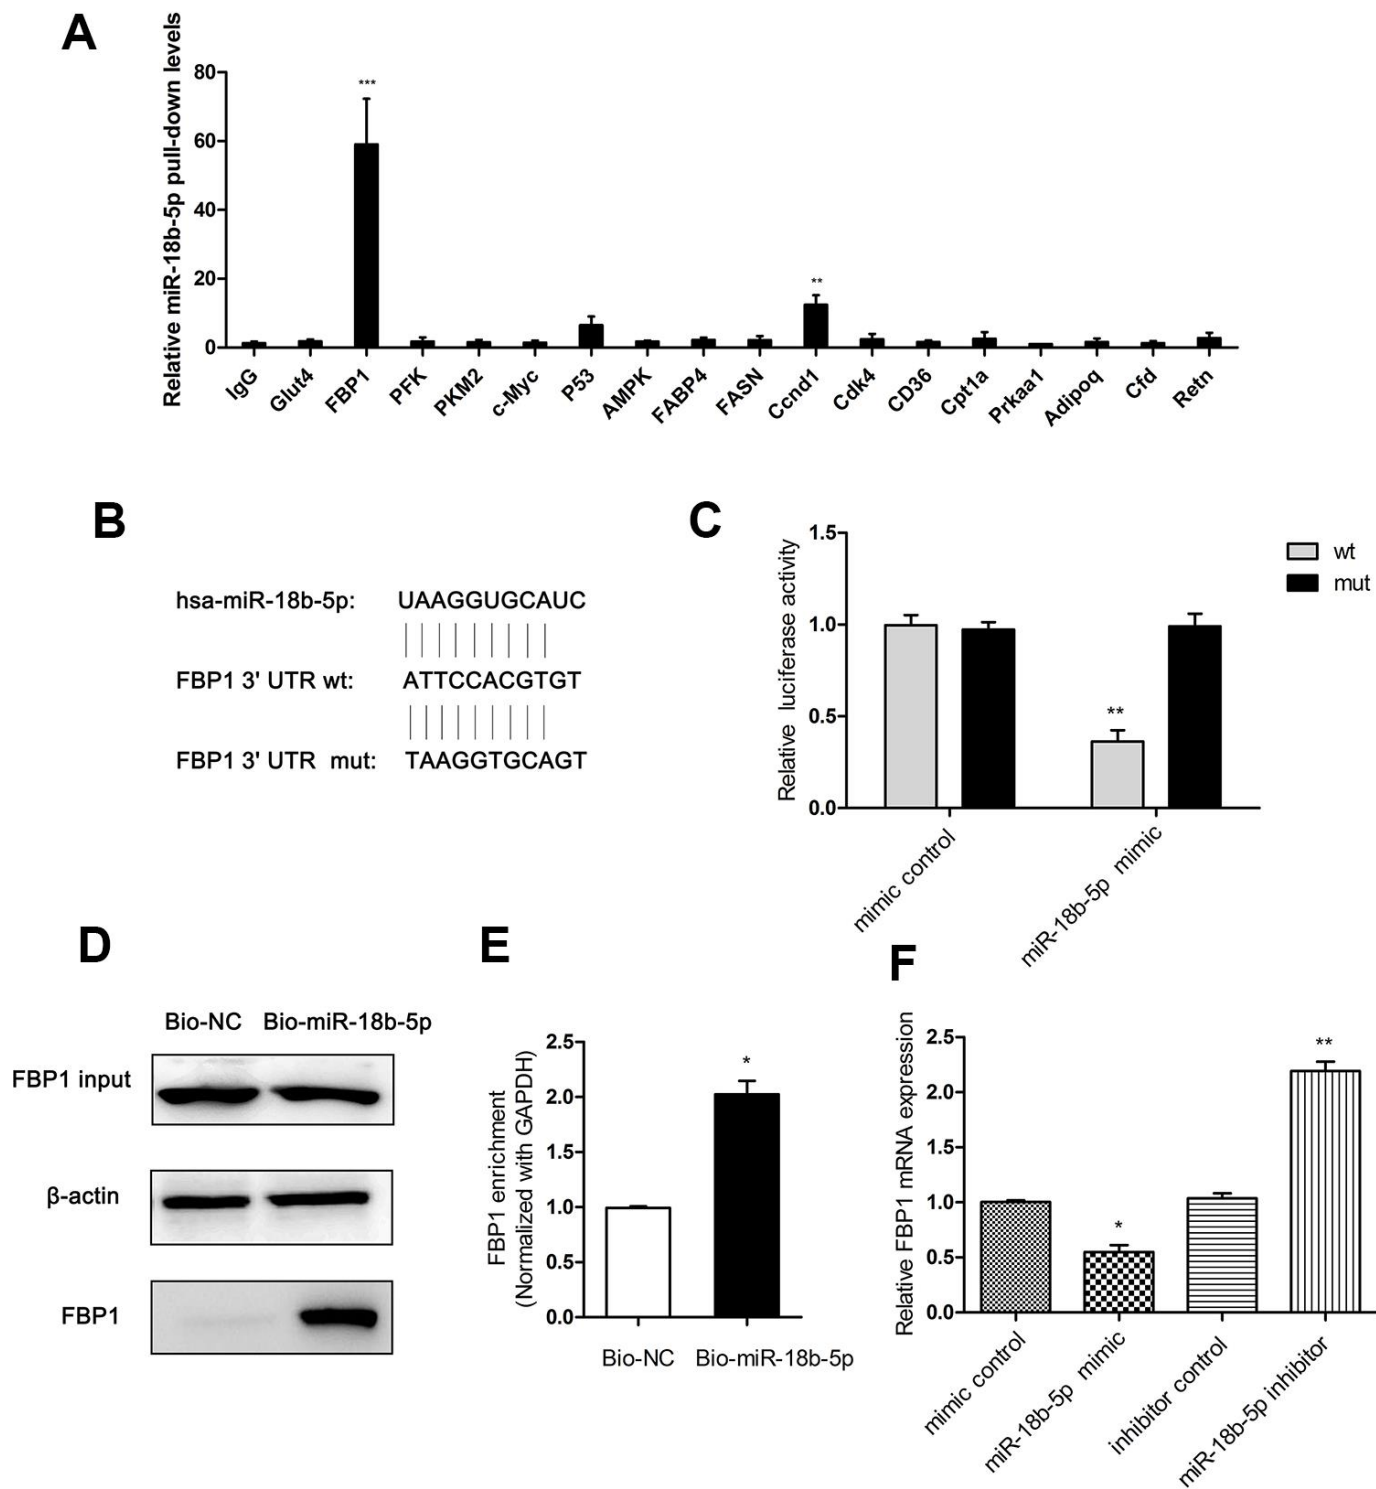 A
Relative miR-18b-5p pull-down levels
80
60
40
20
0
***
**
IgG
Glut4
FBP1
PFK
PKM2
c-Myc
P53
AMPK
FABP4
FASN
Ccnd1
Cdk4
CD36
Cpt1a
Prkaa1
Adipoq
Cfd
Retn
B
hsa-miR-18b-5p: UAAGGUGCAUC
FBP1 3' UTR wt: ATTCCACGTGT
FBP1 3' UTR mut: TAAGGTGCAGT
C
Relative luciferase activity
1.5
1.0
0.5
0.0
**
wt
mut
mimic control
miR-18b-5p mimic
D
Bio-NC Bio-miR-18b-5p
FBP1 input
β-actin
FBP1
E
FBP1 enrichment
(Normalized with GAPDH)
2.5
2.0
1.5
1.0
0.5
0.0
*
Bio-NC Bio-miR-18b-5p
F
Relative FBP1 mRNA expression
2.5
2.0
1.5
1.0
0.5
0.0
*
**
mimic control
miR-18b-5p mimic
inhibitor control
miR-18b-5p inhibitor